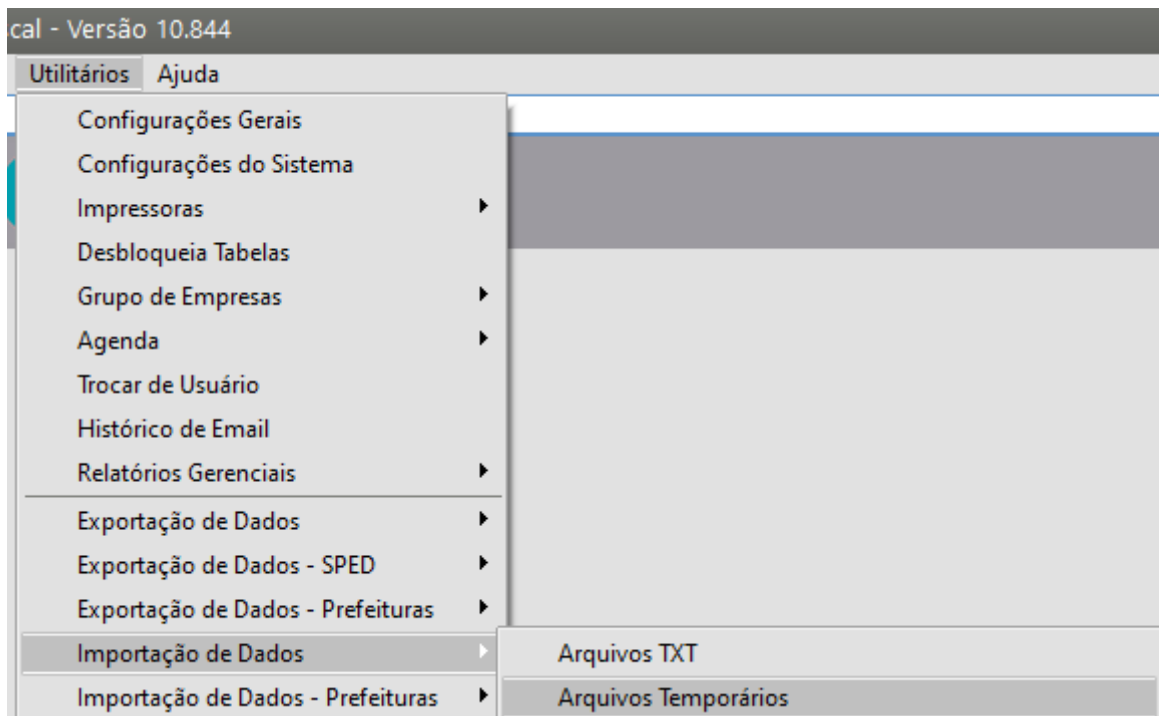 cal - Versão 10.844
Utilitários Ajuda
Configurações Gerais
Configurações do Sistema
Impressoras
Desbloqueia Tabelas
Grupo de Empresas
Agenda
Trocar de Usuário
Histórico de Email
Relatórios Gerenciais
Exportação de Dados
Exportação de Dados - SPED
Exportação de Dados - Prefeituras
Importação de Dados
Arquivos TXT
Importação de Dados - Prefeituras
Arquivos Temporários